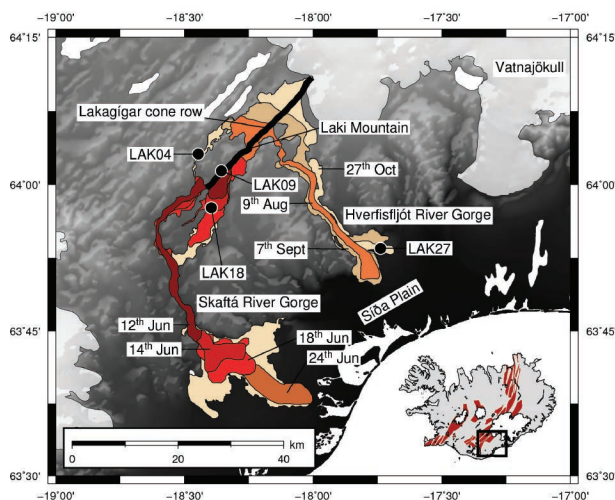 −19°00' −18°30' −18°00' −17°30' −17°00'
64°15' 64°15'
Vatnajökull
Lakagígar cone row
Laki Mountain
LAK04
27th Oct
64°00' LAK09 64°00'
9th Aug
Hverfisfljót River Gorge
7th Sept LAK27
LAK18
Síða Plain
Skaftá River Gorge
12th Jun
63°45' 63°45'
18th Jun
14th Jun
24th Jun
km
0 20 40
63°30' 63°30'
−19°00' −18°30' −18°00' −17°30' −17°00'